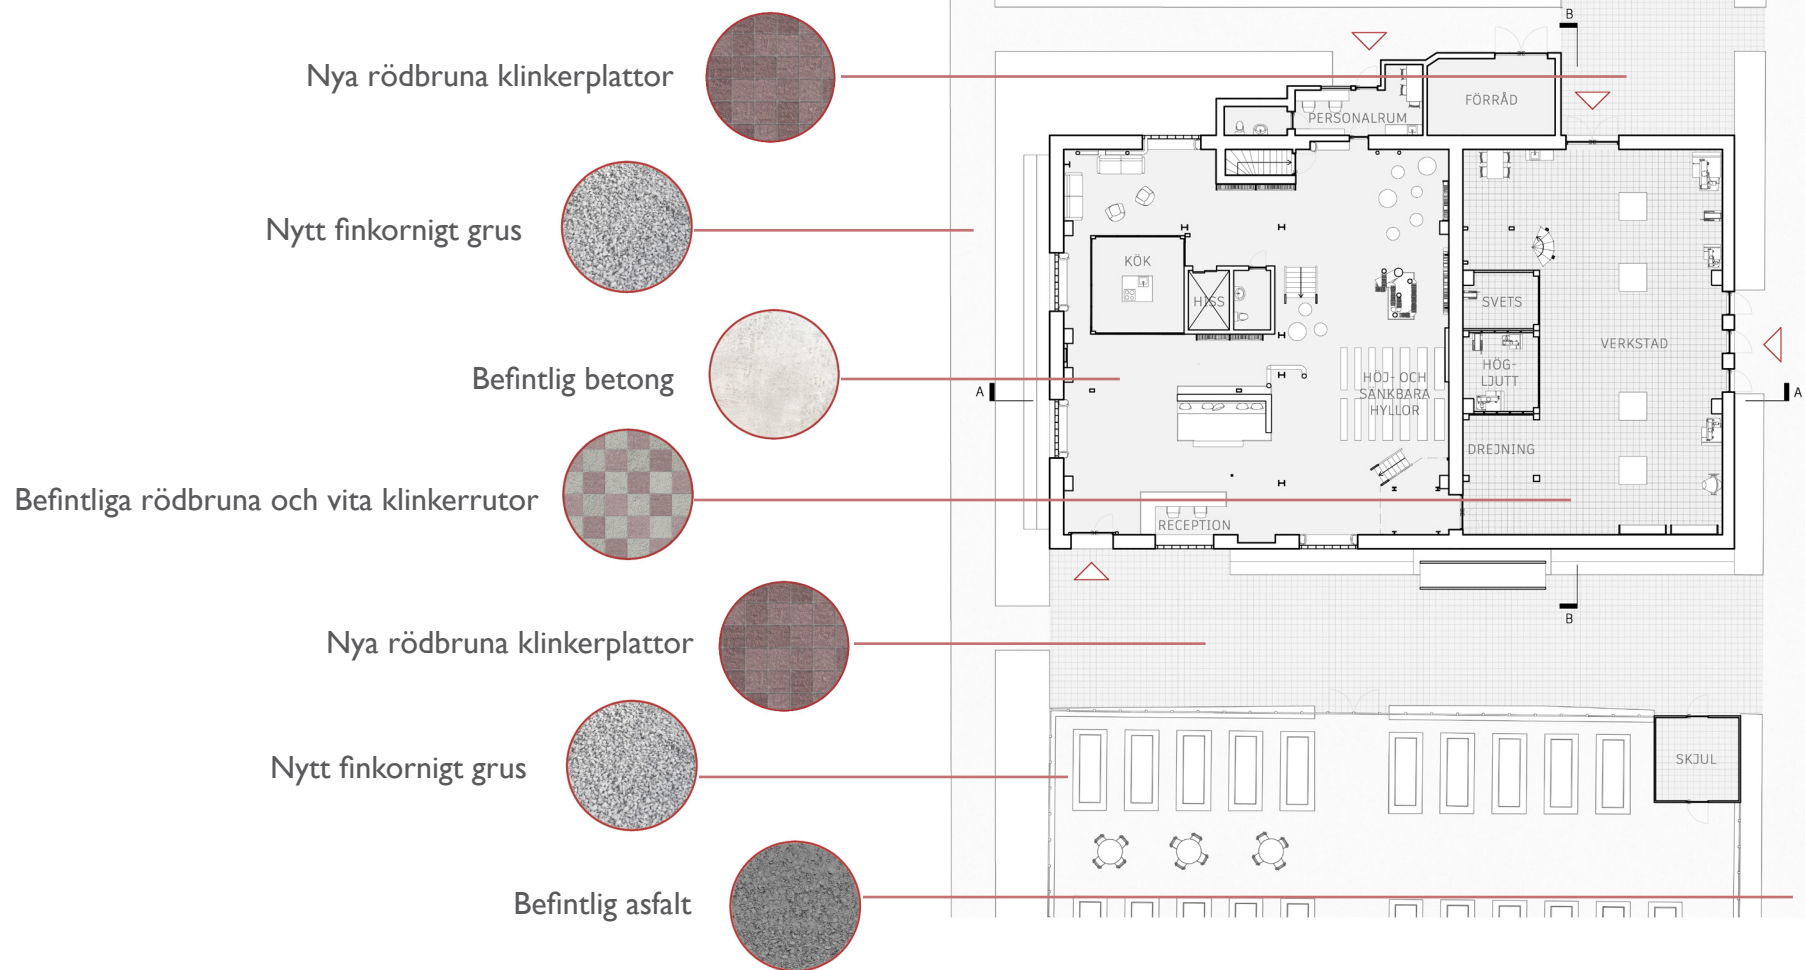 Nya rödbruna klinkerplattor
Nytt finkornigt grus
Befintlig betong
Befintliga rödbruna och vita klinkerrutor
Nya rödbruna klinkerplattor
Nytt finkornigt grus
Befintlig asfalt
B
FÖRRÅD
PERSONALRUM
KÖK
HISS
SVETS
VERKSTAD
HÖG-
LJUTT
HÖJ- OCH
SÄNKBARA
HYLLOR
A
A
DREJNING
RECEPTION
B
SKJUL